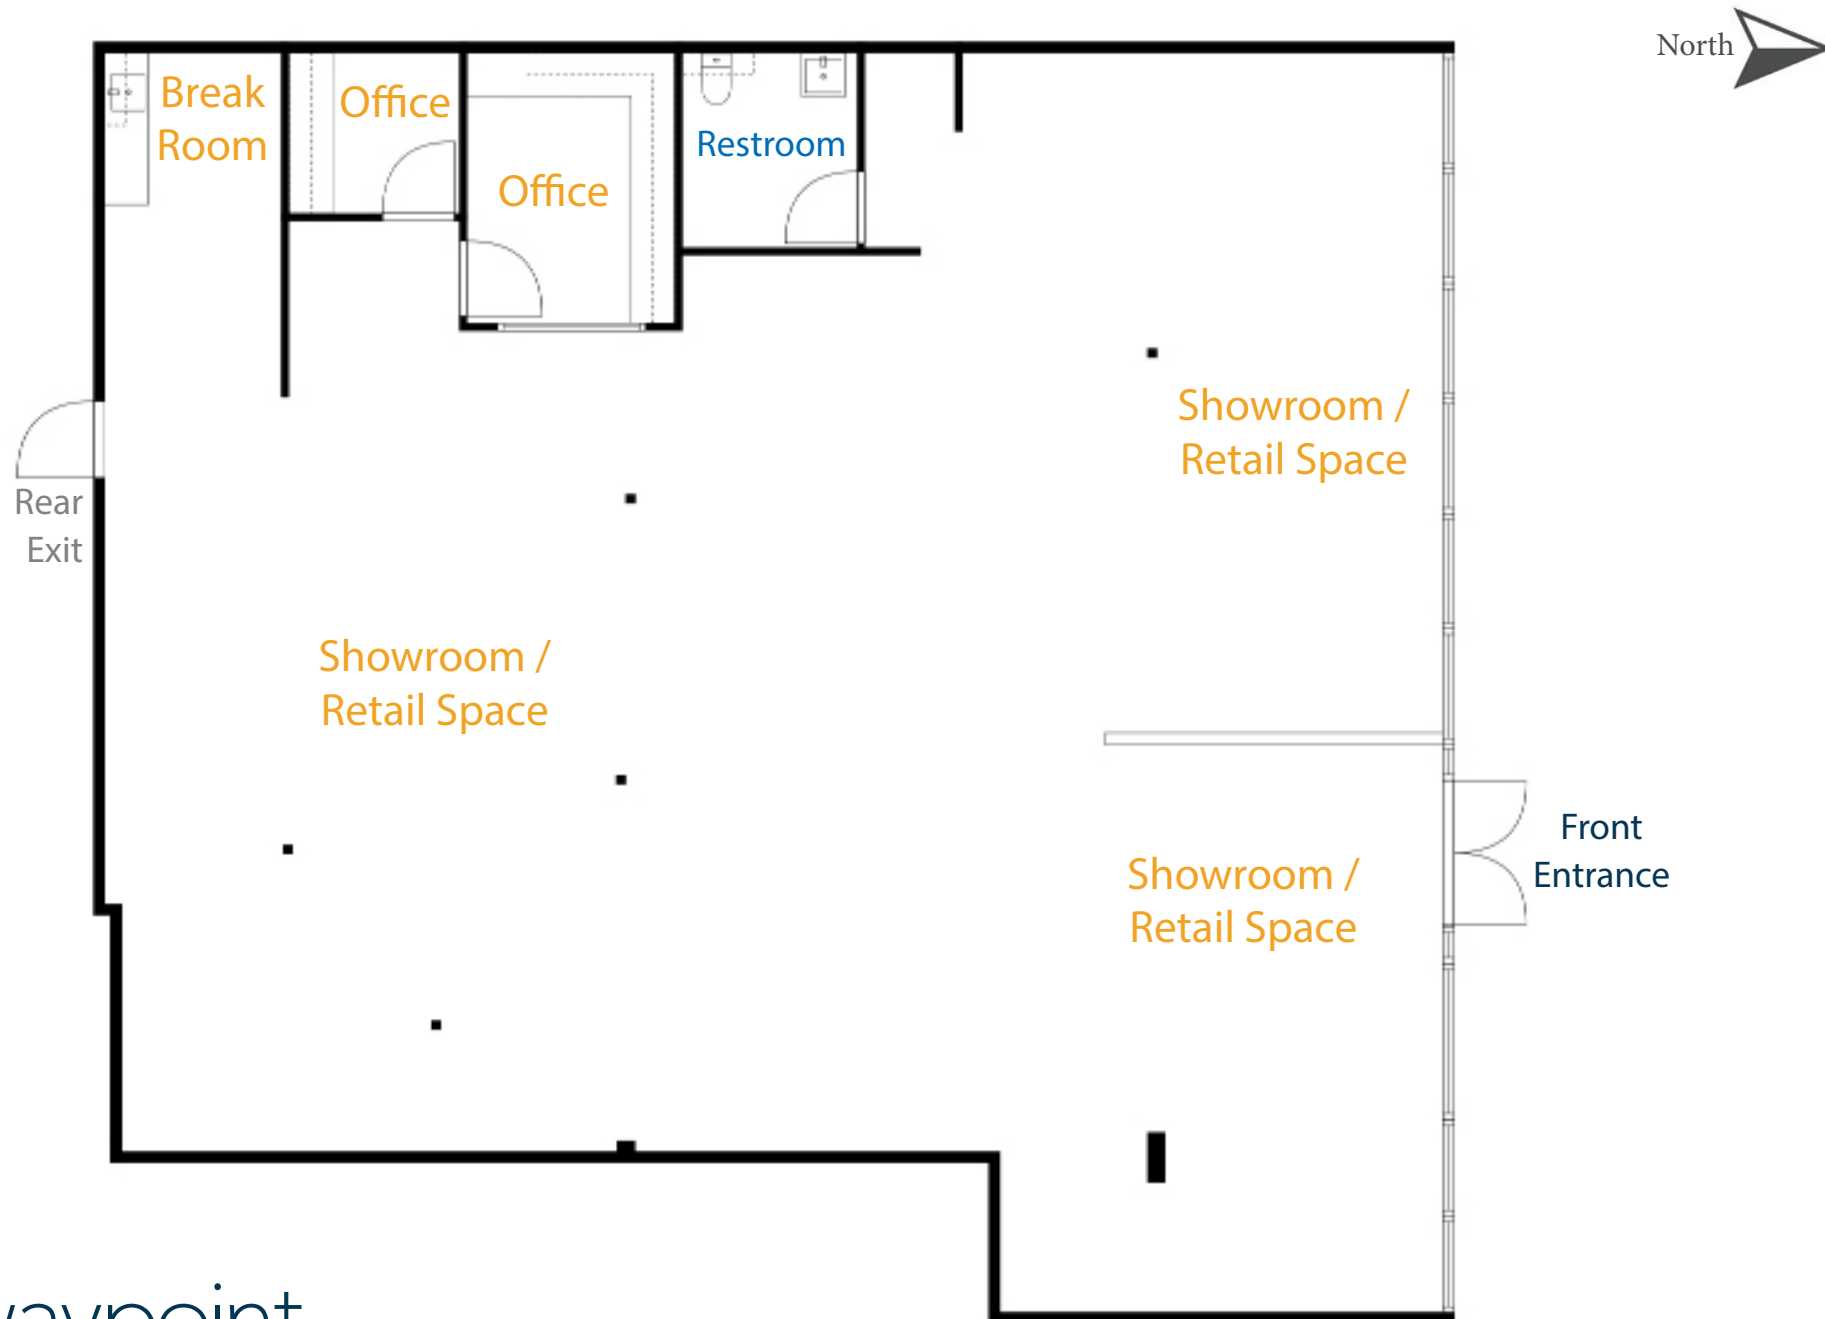 North
Break
Room
Office
Office
Restroom
Showroom /
Retail Space
Rear
Exit
Showroom /
Retail Space
Front
Entrance
Showroom /
Retail Space
waypoint